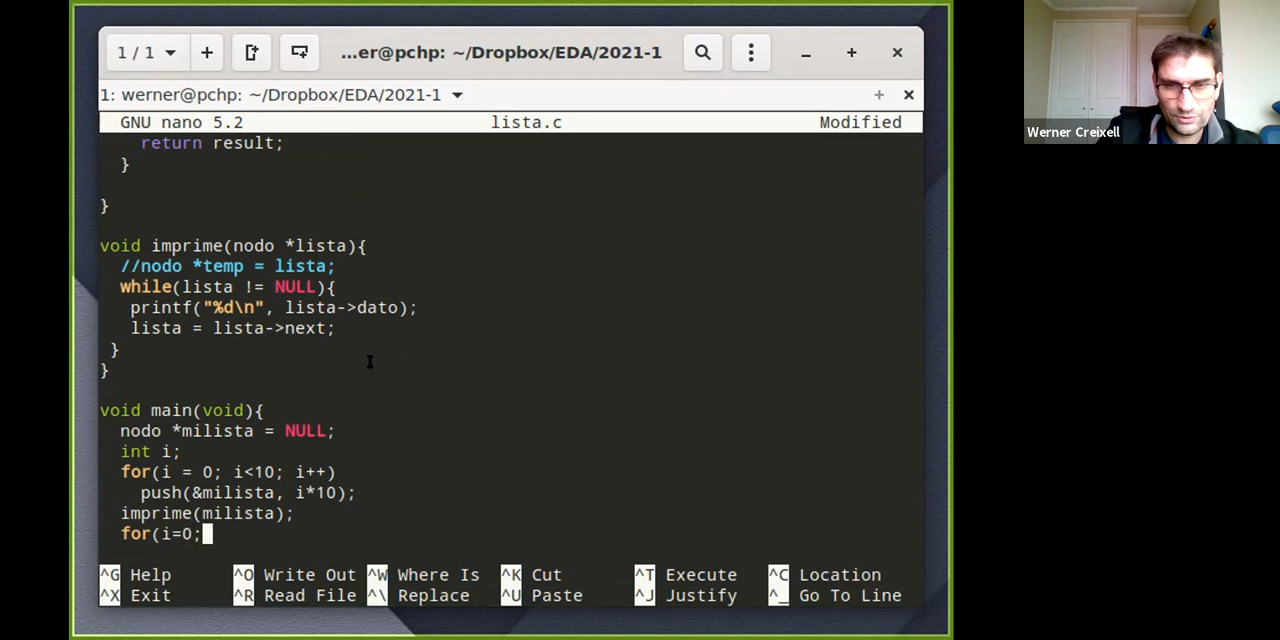 1 / 1
...er@pchp: ~/Dropbox/EDA/2021-1
1: werner@pchp: ~/Dropbox/EDA/2021-1
GNU nano 5.2 lista.c Modified
return result;
}
}
void imprime(nodo *lista){
//nodo *temp = lista;
while(lista != NULL){
printf("%d\n", lista->dato);
lista = lista->next;
}
}
void main(void){
nodo *milista = NULL;
int i;
for(i = 0; i<10; i++)
push(&milista, i*10);
imprime(milista);
for(i=0;
^G Help ^O Write Out ^W Where Is ^K Cut ^T Execute ^C Location
^X Exit ^R Read File ^\ Replace ^U Paste ^J Justify ^_ Go To Line
Werner Creixell